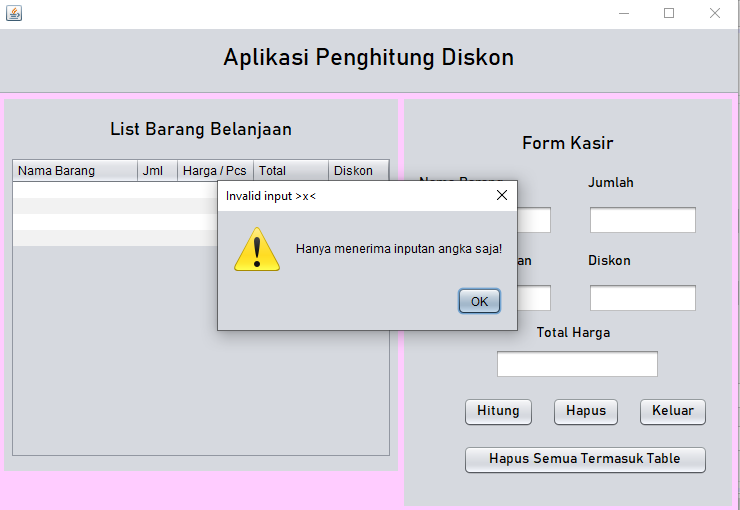 Aplikasi Penghitung Diskon
List Barang Belanjaan
Nama Barang Jml Harga / Pcs Total Diskon
Form Kasir
Nama Barang Jumlah
an Diskon
Total Harga
Hitung Hapus Keluar
Hapus Semua Termasuk Table
Invalid input >x<
Hanya menerima inputan angka saja!
OK